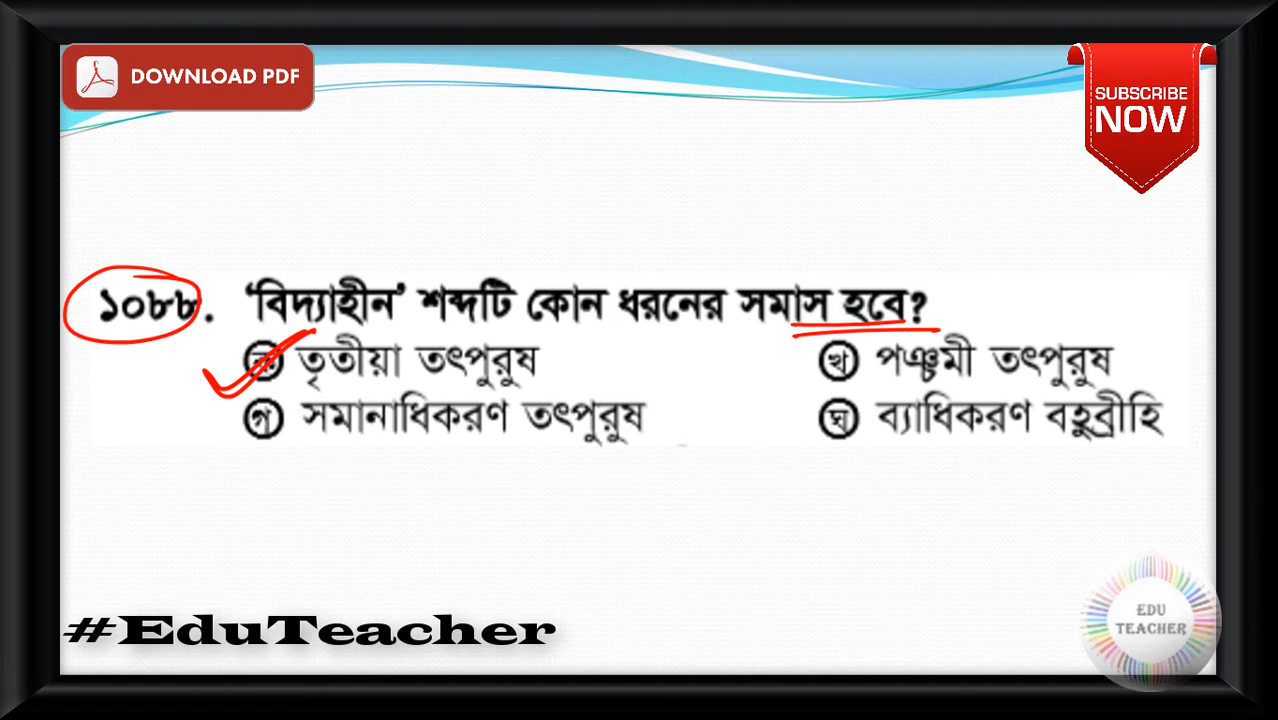 DOWNLOAD PDF
SUBSCRIBE
NOW
১০৮৮. ‘বিদ্যাহীন’ শব্দটি কোন ধরনের সমাস হবে?
ক তৃতীয়া তৎপুরুষ খ পঞ্চমী তৎপুরুষ
গ সমানাধিকরণ তৎপুরুষ ঘ ব্যাধিকরণ বহুব্রীহি
#EduTeacher
EDU
TEACHER